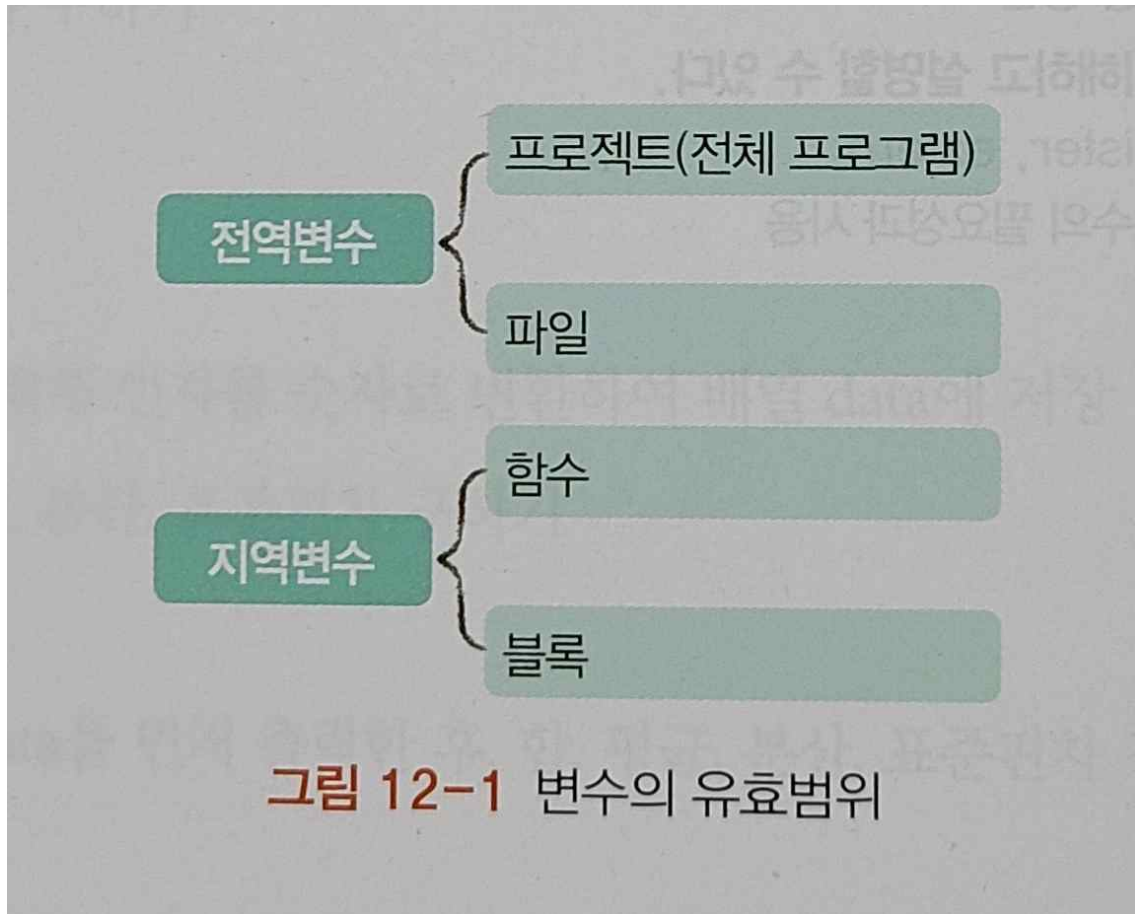 프로젝트(전체 프로그램)
전역변수
파일
함수
지역변수
블록
그림 12-1 변수의 유효범위